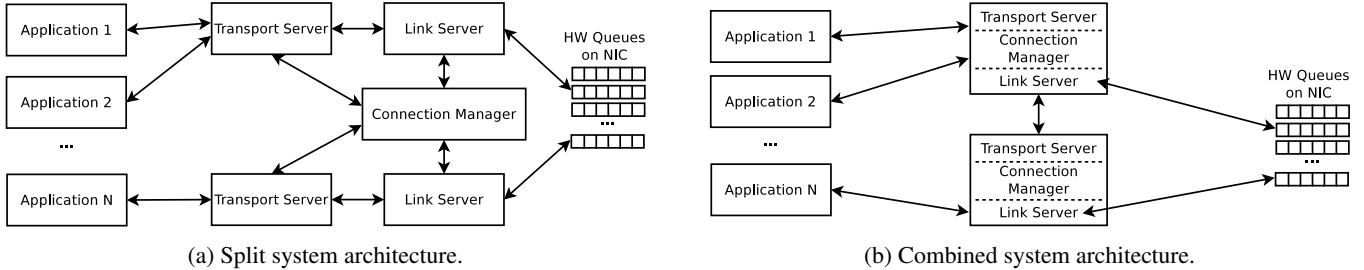 Application 1
Transport Server
Link Server
HW Queues
on NIC
Application 2
Connection Manager
...
...
Application N
Transport Server
Link Server
(a) Split system architecture.
Application 1
Transport Server
Connection
Manager
Link Server
HW Queues
on NIC
Application 2
...
...
Application N
Transport Server
Connection
Manager
Link Server
(b) Combined system architecture.